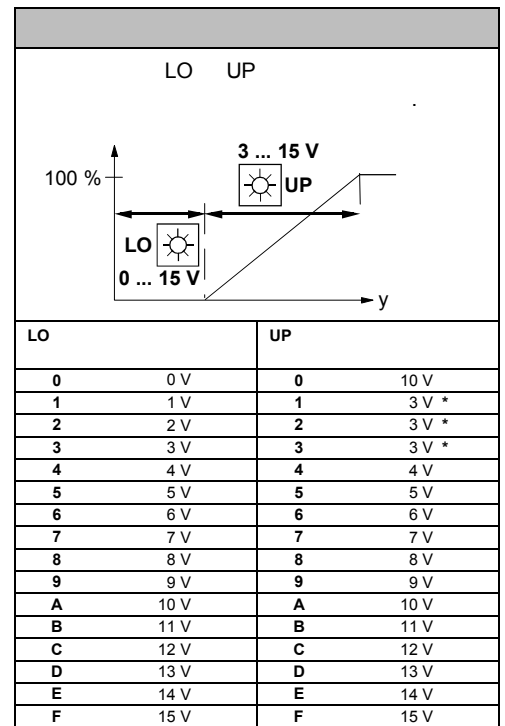 LO UP
.
3 ... 15 V
100 %
UP
LO
0 ... 15 V
y
LO UP
0 0 V 0 10 V
1 1 V 1 3 V *
2 2 V 2 3 V *
3 3 V 3 3 V *
4 4 V 4 4 V
5 5 V 5 5 V
6 6 V 6 6 V
7 7 V 7 7 V
8 8 V 8 8 V
9 9 V 9 9 V
A 10 V A 10 V
B 11 V B 11 V
C 12 V C 12 V
D 13 V D 13 V
E 14 V E 14 V
F 15 V F 15 V